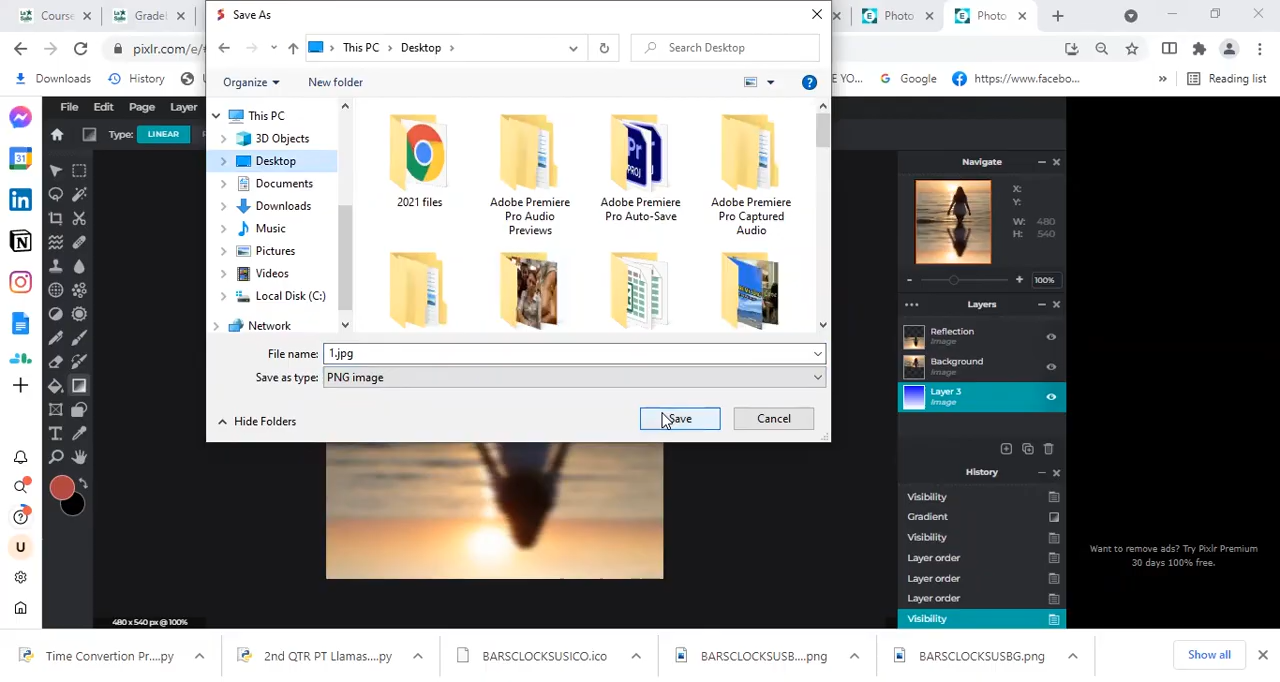 Course
Gradel
Save As
Photo
Photo
pixlr.com/e/#
This PC
Desktop
Search Desktop
Downloads
History
Organize
New folder
E YO...
Google
https://www.facebo...
Reading list
File
Edit
Page
Layer
Type:
LINEAR
This PC
3D Objects
Desktop
Documents
Downloads
Music
Pictures
Videos
Local Disk (C:)
Network
2021 files
Adobe Premiere
Pro Audio
Previews
Adobe Premiere
Pro Auto-Save
Adobe Premiere
Pro Captured
Audio
File name:
1.jpg
Save as type:
PNG image
Hide Folders
Save
Cancel
Navigate
X:
Y:
W: 480
H: 540
100%
Layers
Reflection
Image
Background
Image
Layer 3
Image
History
Visibility
Gradient
Visibility
Layer order
Layer order
Layer order
Visibility
Want to remove ads? Try Pixlr Premium
30 days 100% free.
U
480 x 540 px @ 100%
Time Convertion Pr....py
2nd QTR PT Llamas....py
BARSCLOCKSUSICO.ico
BARSCLOCKSUSB....png
BARSCLOCKSUSBG.png
Show all